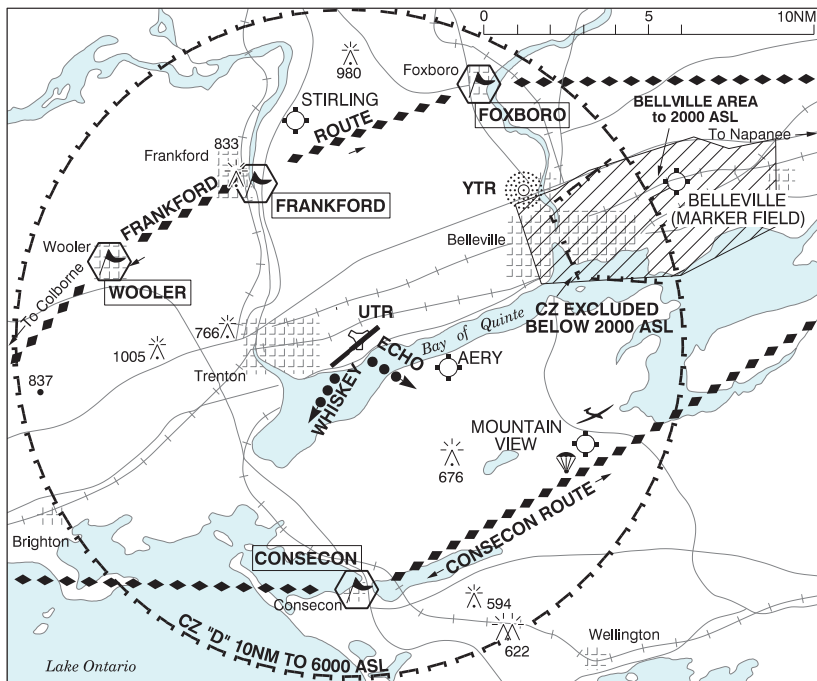 0 5 10NM
980
Foxboro
STIRLING
ROUTE
FOXBORO
BELLVILLE AREA
to 2000 ASL
To Napanee
833
Frankford
YTR
FRANKFORD
FRANKFORD
BELLEVILLE
(MARKER FIELD)
Belleville
Wooler
WOOLER
To Colborne
CZ EXCLUDED
BELOW 2000 ASL
UTR
766
Bay of Quinte
1005
ECHO
AERY
Trenton
WHISKEY
837
MOUNTAIN
VIEW
676
CONSECON ROUTE
Brighton
CONSECON
Consecon
594
622
Wellington
CZ "D" 10NM TO 6000 ASL
Lake Ontario